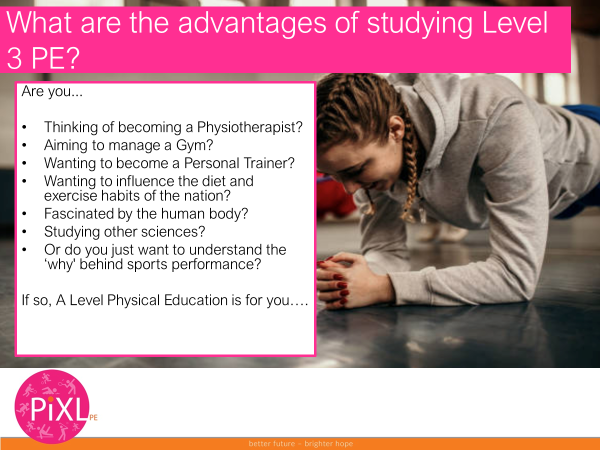 What are the advantages of studying Level
3 PE?
Are you...
• Thinking of becoming a Physiotherapist?
• Aiming to manage a Gym?
• Wanting to become a Personal Trainer?
• Wanting to influence the diet and
exercise habits of the nation?
• Fascinated by the human body?
• Studying other sciences?
• Or do you just want to understand the
‘why' behind sports performance?
If so, A Level Physical Education is for you….
PiXL
PE
better future – brighter hope